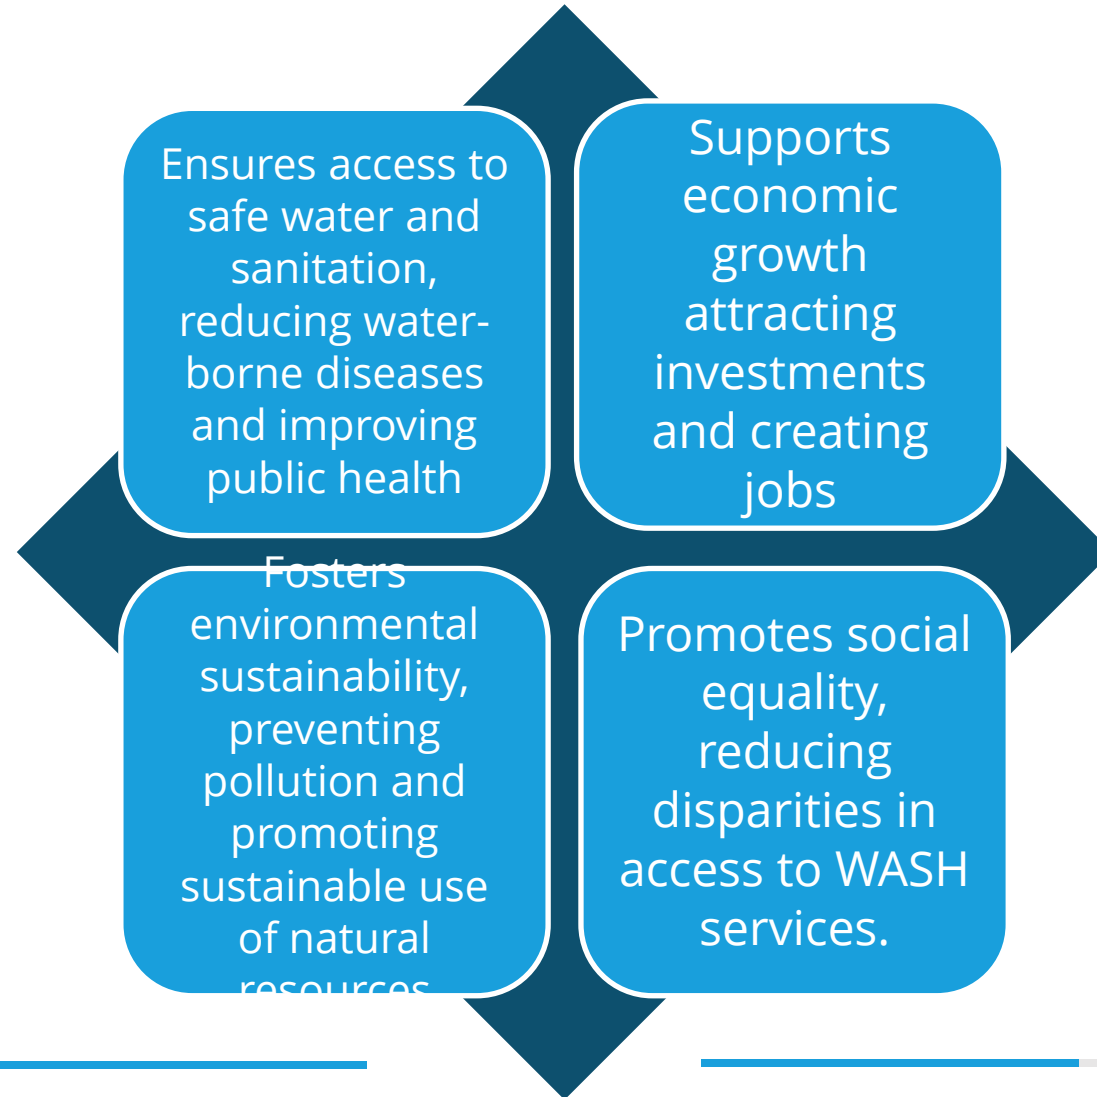 Ensures access to
safe water and
sanitation,
reducing water-
borne diseases
and improving
public health
Supports
economic
growth
attracting
investments
and creating
jobs
Fosters
environmental
sustainability,
preventing
pollution and
promoting
sustainable use
of natural
resources
Promotes social
equality,
reducing
disparities in
access to WASH
services.